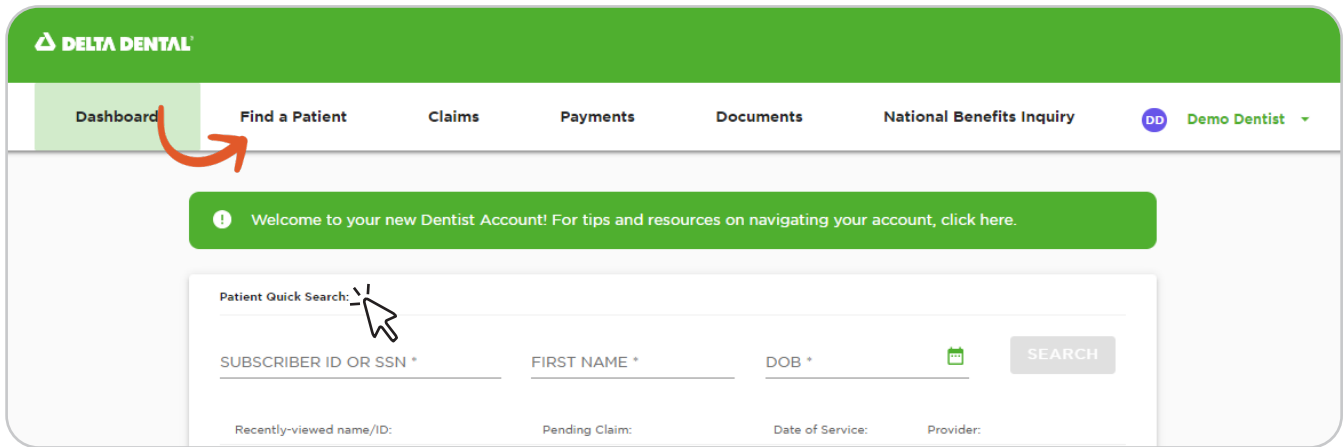 DELTA DENTAL®
Dashboard Find a Patient Claims Payments Documents National Benefits Inquiry DD Demo Dentist
Welcome to your new Dentist Account! For tips and resources on navigating your account, click here.
Patient Quick Search:
SUBSCRIBER ID OR SSN * FIRST NAME * DOB * SEARCH
Recently-viewed name/ID: Pending Claim: Date of Service: Provider: